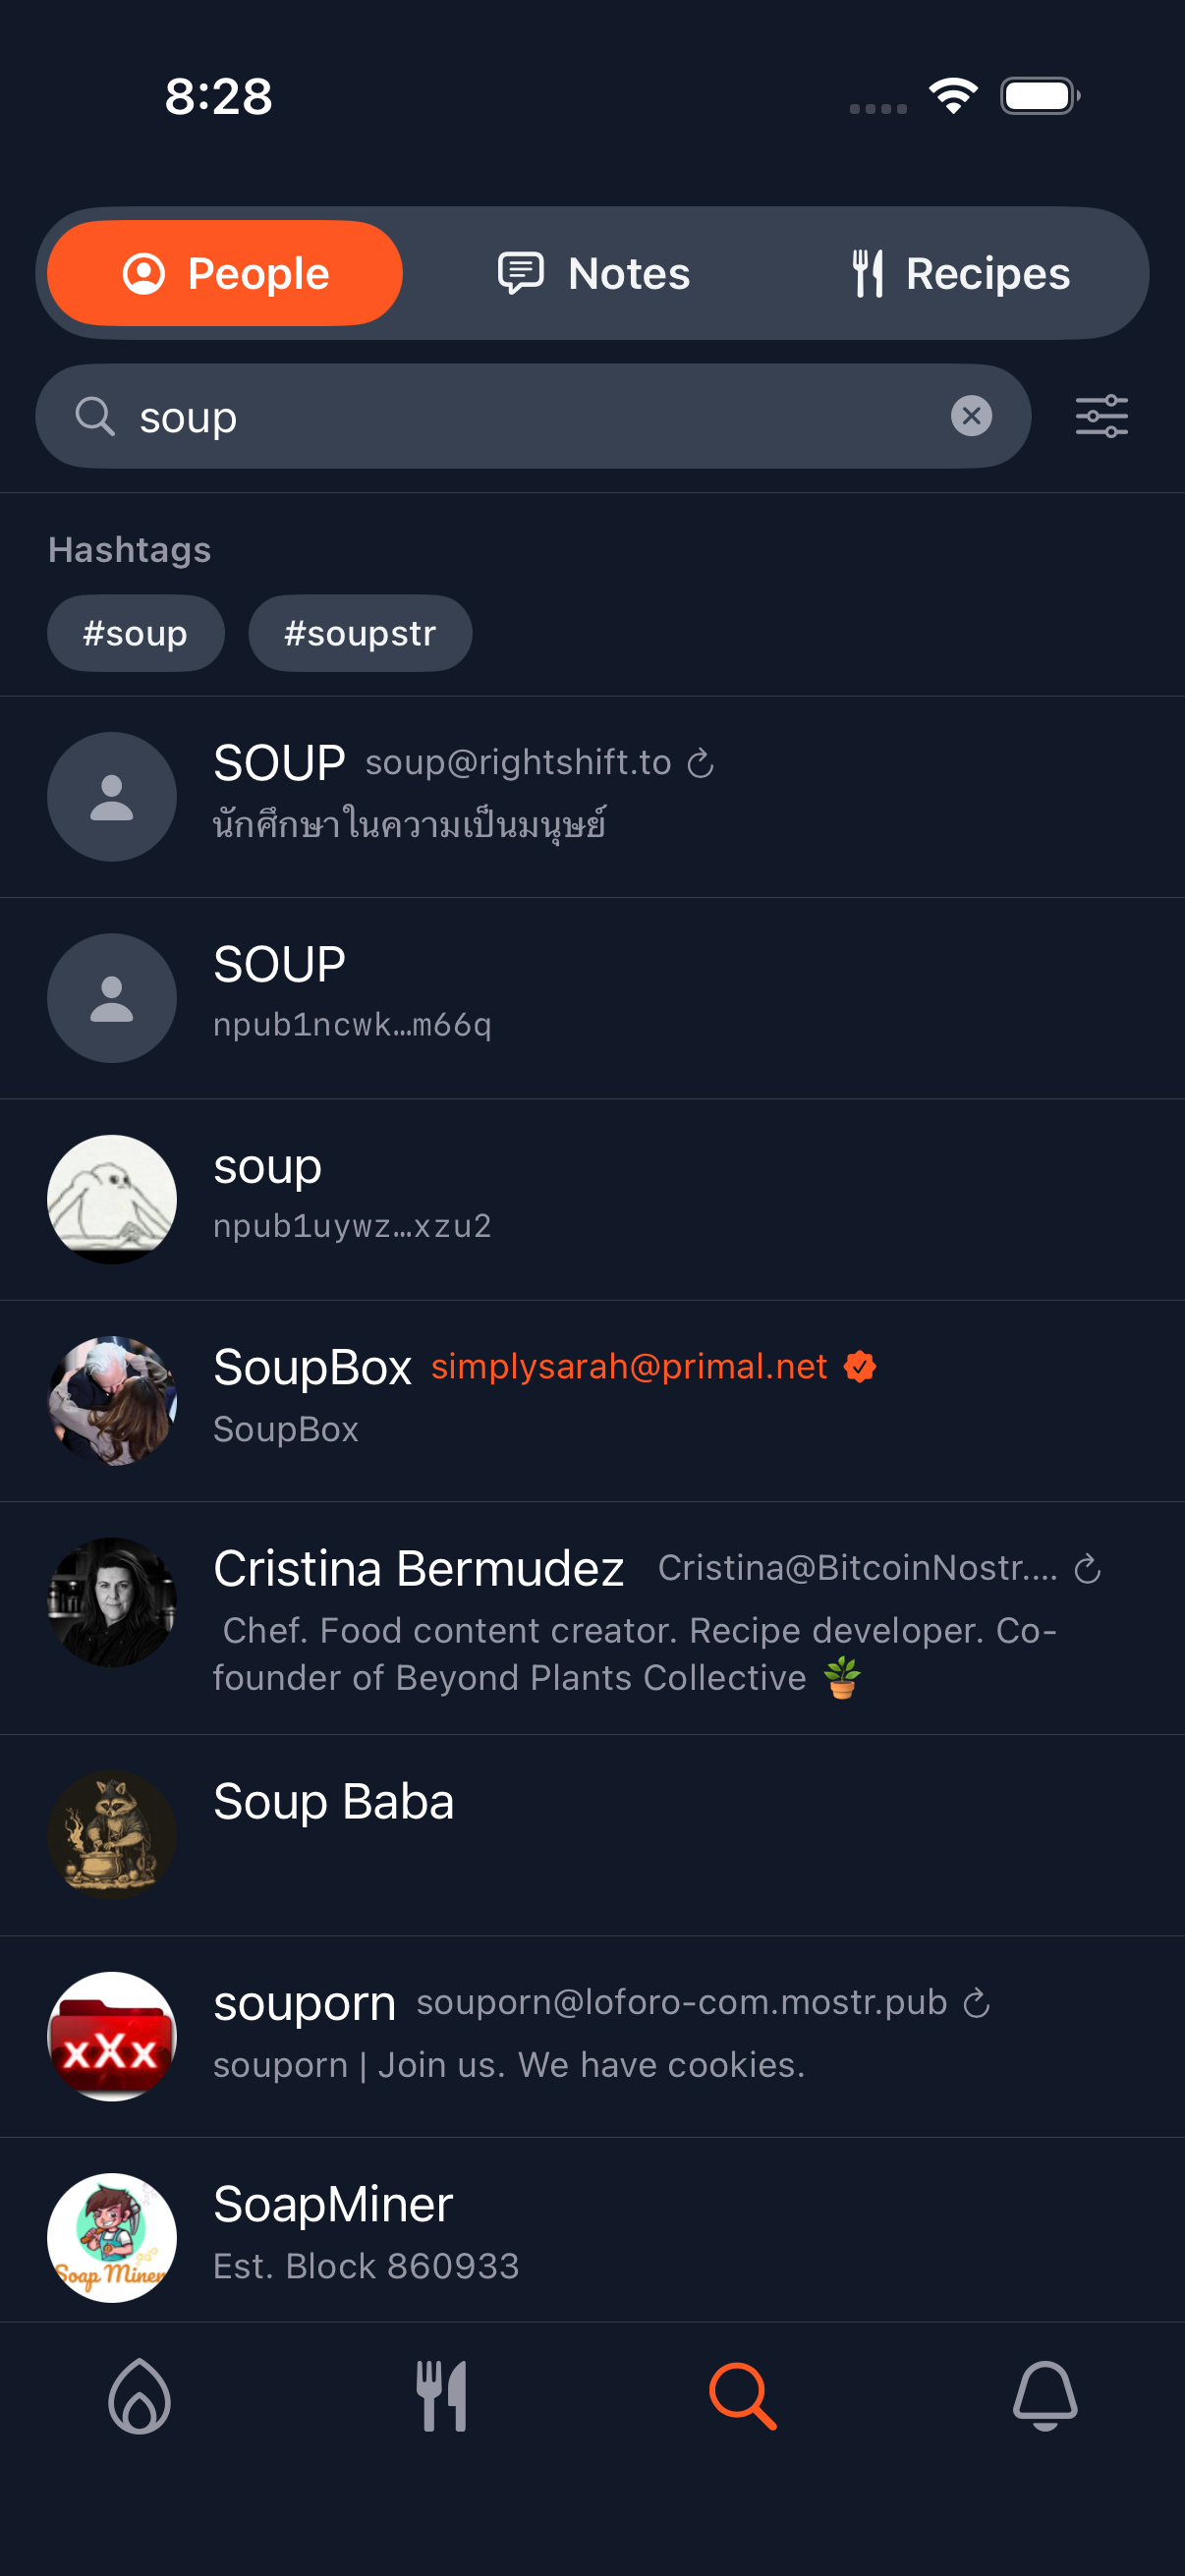 8:28
People
Notes
Recipes
soup
Hashtags
#soup
#soupstr
SOUP soup@rightshift.to
นักศึกษาในความเป็นมนุษย์
SOUP
npub1ncwk…m66q
soup
npub1uywz…xzu2
SoupBox simplysarah@primal.net
SoupBox
Cristina Bermudez Cristina@BitcoinNostr....
Chef. Food content creator. Recipe developer. Co-
founder of Beyond Plants Collective 🪴
Soup Baba
souporn souporn@loforo-com.mostr.pub
xXx
souporn | Join us. We have cookies.
SoapMiner
Soap Miner
Est. Block 860933